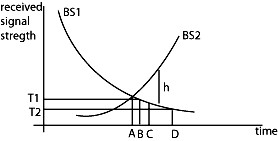 received
signal
stregth
BS1
BS2
h
T1
T2
A B C D
time